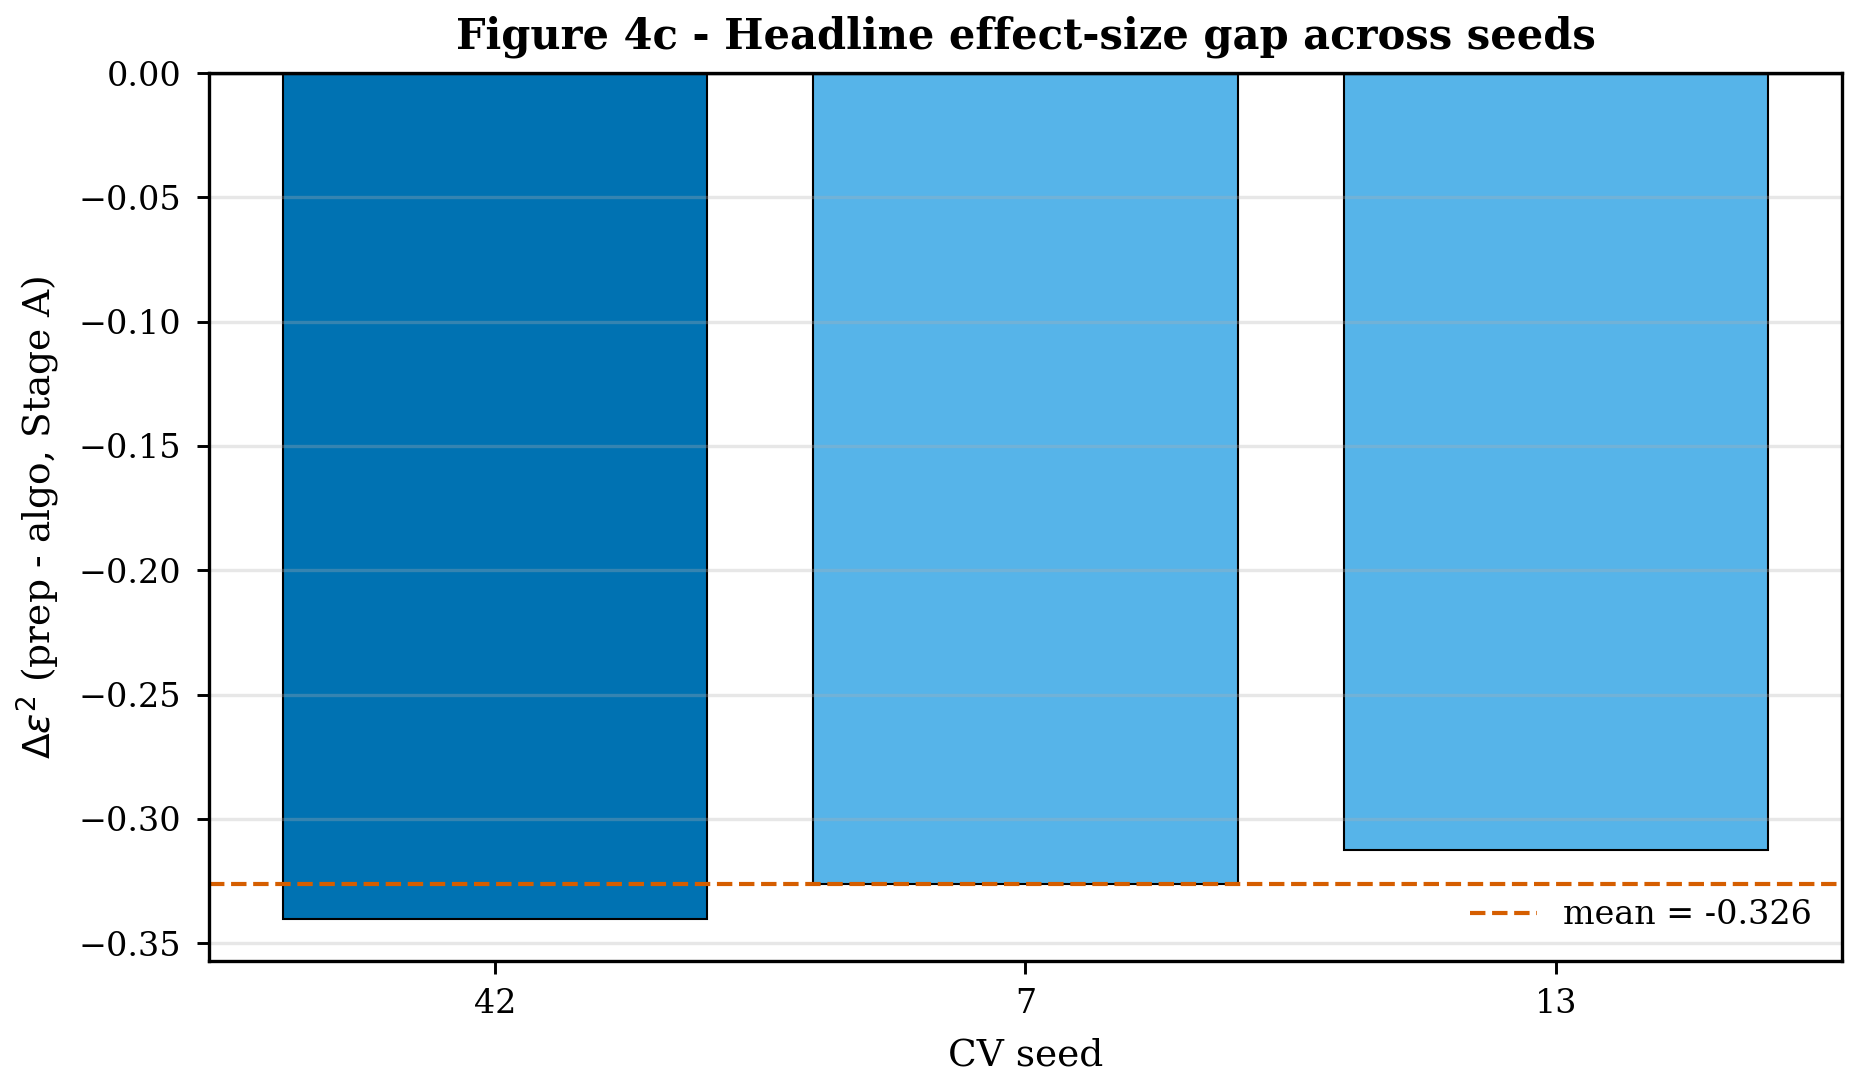 Figure 4c - Headline effect-size gap across seeds
Δε² (prep - algo, Stage A)
0.00
−0.05
−0.10
−0.15
−0.20
−0.25
−0.30
−0.35
mean = -0.326
42 7 13
CV seed